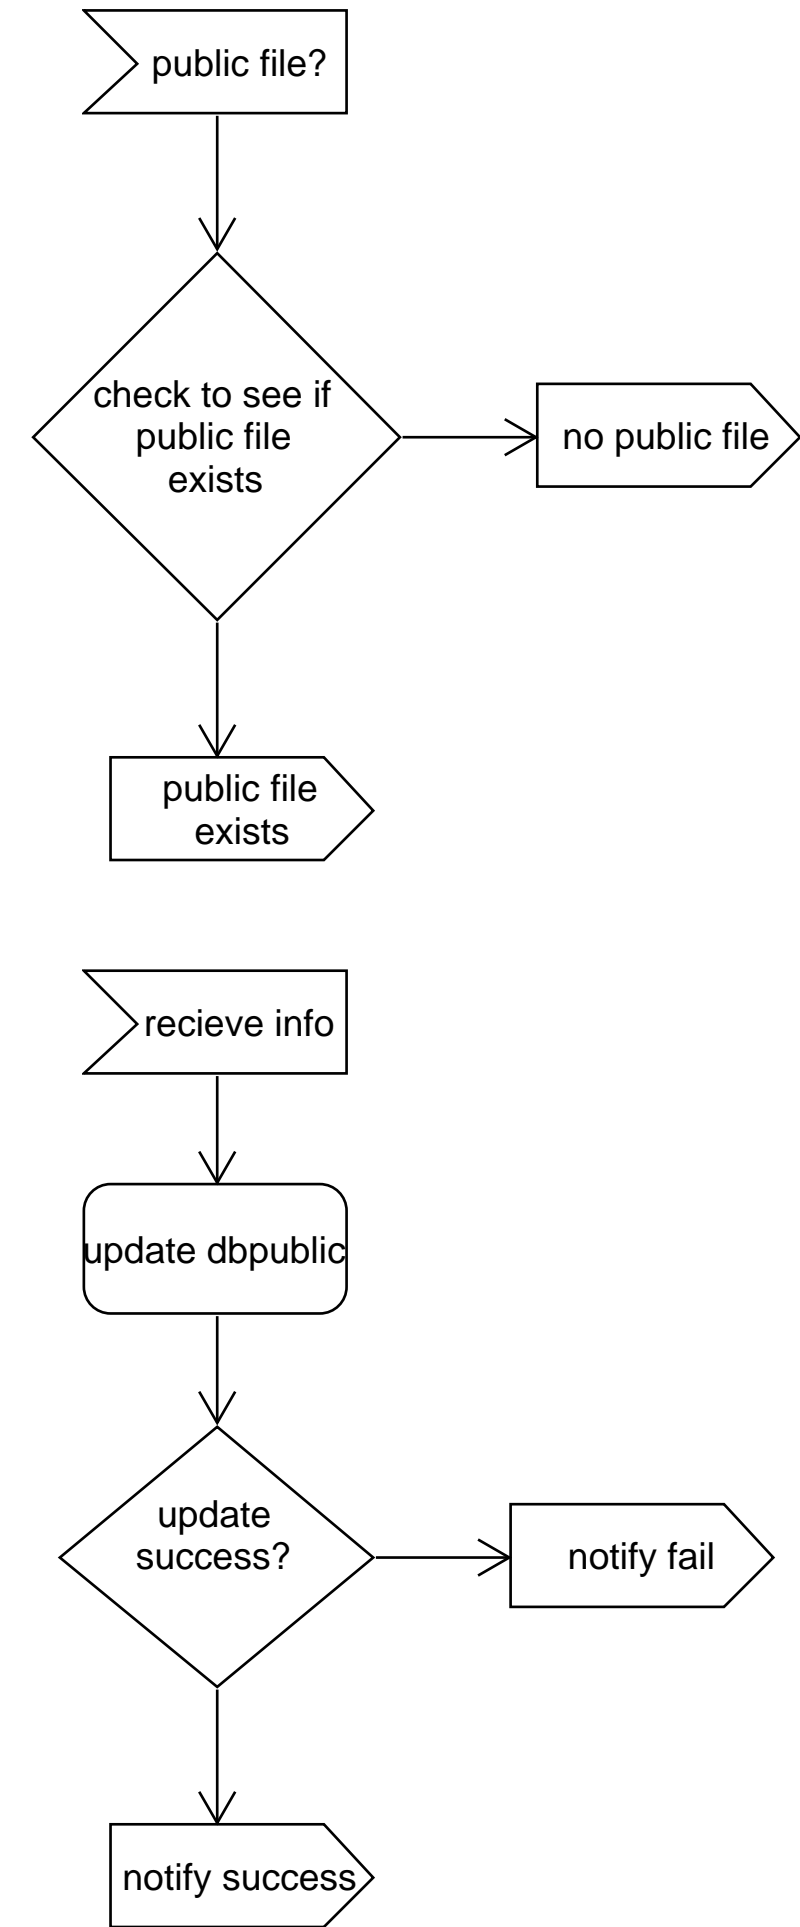 public file?
check to see if
public file
exists
no public file
public file
exists
recieve info
update dbpublic
update
success?
notify fail
notify success